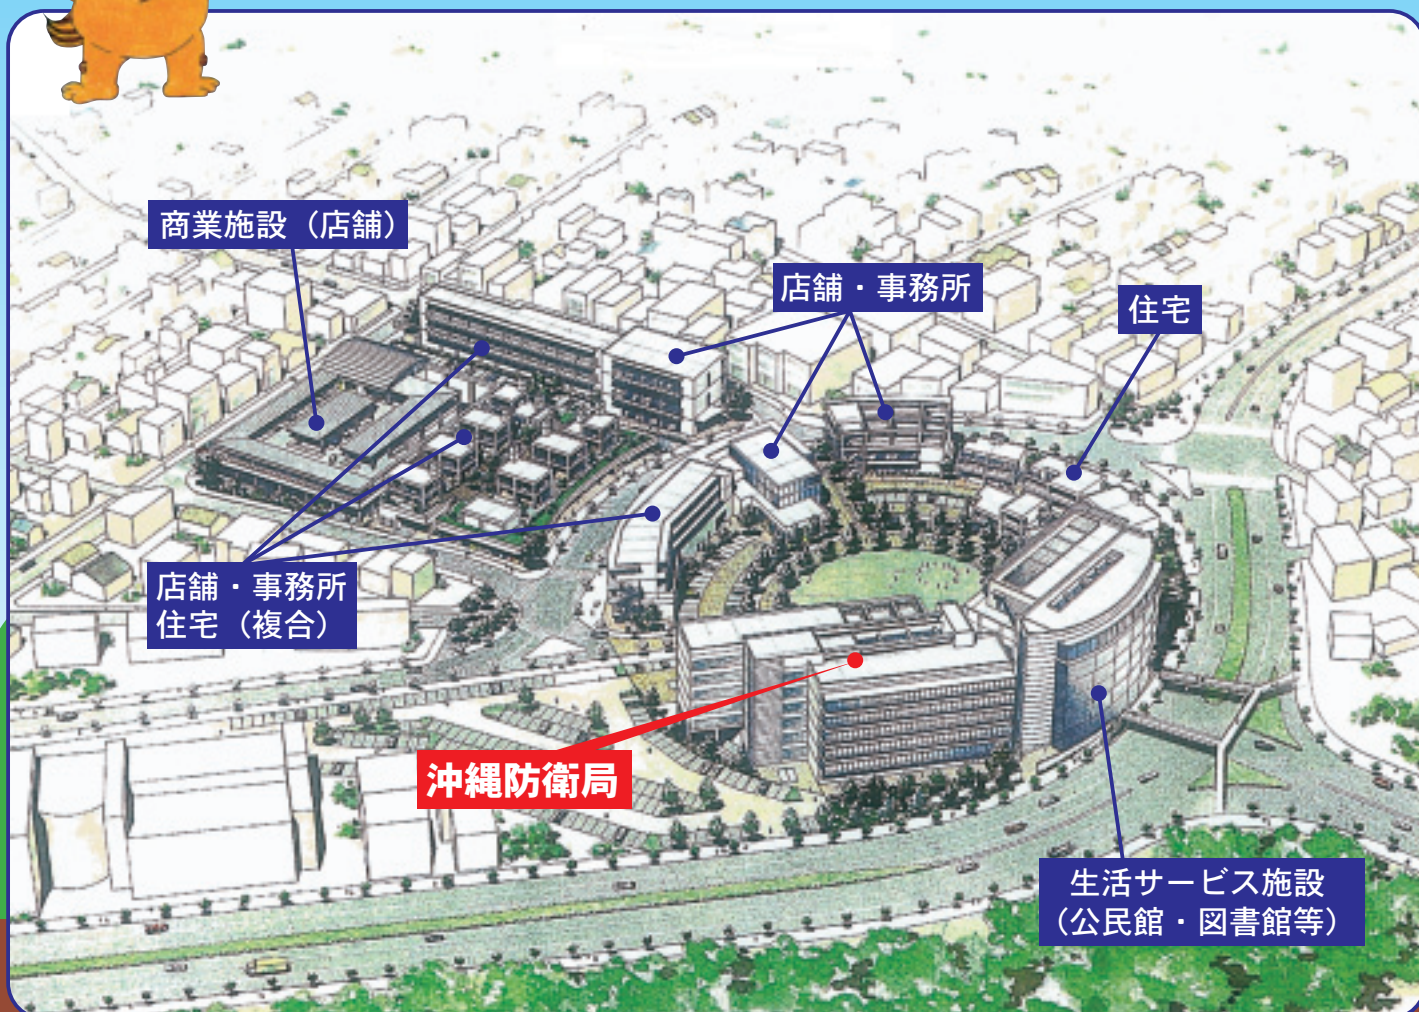 商業施設（店舗）
店舗・事務所
住宅
店舗・事務所
住宅（複合）
沖縄防衛局
生活サービス施設
（公民館・図書館等）